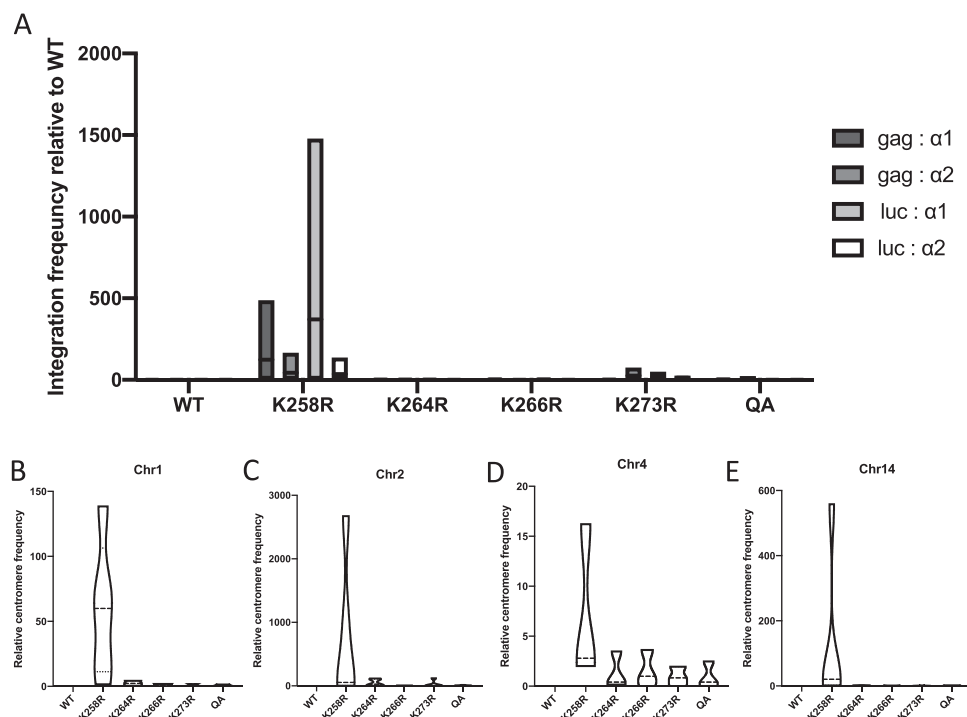 A
Integration freqeuncy relative to WT
2000
1500
1000
500
0
WT K258R K264R K266R K273R QA
gag : α1
gag : α2
luc : α1
luc : α2
B
Chr1
Relative centromere frequency
150
100
50
0
WT K258R K264R K266R K273R QA
C
Chr2
Relative centromere frequency
3000
2000
1000
0
WT K258R K264R K266R K273R QA
D
Chr4
Relative centromere frequency
20
15
10
5
0
WT K258R K264R K266R K273R QA
E
Chr14
Relative centromere frequency
600
400
200
0
WT K258R K264R K266R K273R QA